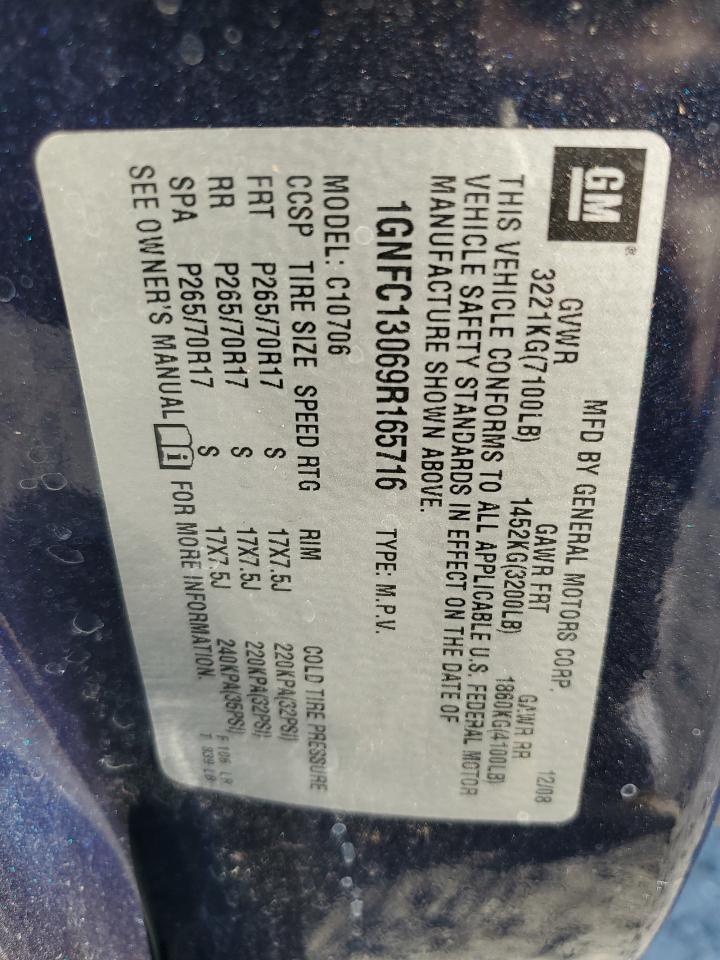 GM®
MFD BY GENERAL MOTORS CORP. 12/08
GVWR GAWR FRT GAWR RR
3221KG(7100LB) 1452KG(3200LB) 1860KG(4100LB)
THIS VEHICLE CONFORMS TO ALL APPLICABLE U.S. FEDERAL MOTOR
VEHICLE SAFETY STANDARDS IN EFFECT ON THE DATE OF
MANUFACTURE SHOWN ABOVE.
1GNFC13069R165716 TYPE: M.P.V.
MODEL: C10706
CCSP TIRE SIZE SPEED RTG RIM COLD TIRE PRESSURE
FRT P265/70R17 S 17X7.5J 220KPA(32PSI)
RR P265/70R17 S 17X7.5J 220KPA(32PSI)
SPA P265/70R17 S 17X7.5J 240KPA(35PSI)
SEE OWNER'S MANUAL FOR MORE INFORMATION.